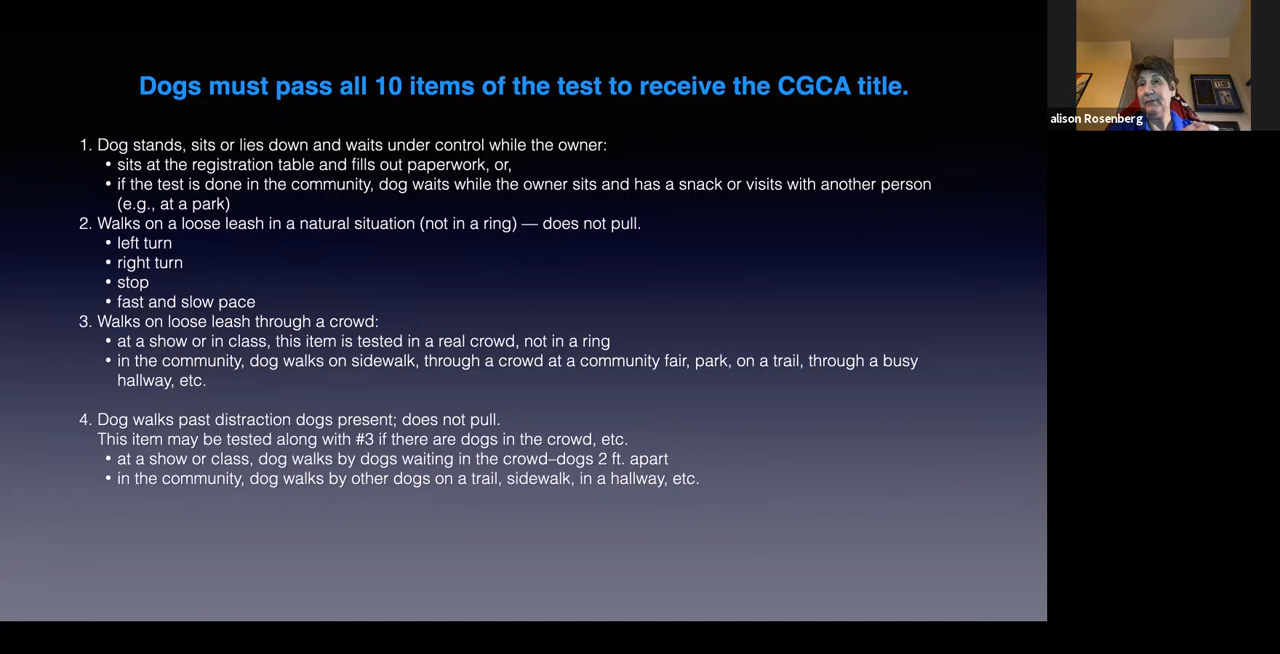 Dogs must pass all 10 items of the test to receive the CGCA title.
alison Rosenberg
1. Dog stands, sits or lies down and waits under control while the owner:
• sits at the registration table and fills out paperwork, or,
• if the test is done in the community, dog waits while the owner sits and has a snack or visits with another person
(e.g., at a park)
2. Walks on a loose leash in a natural situation (not in a ring) — does not pull.
• left turn
• right turn
• stop
• fast and slow pace
3. Walks on loose leash through a crowd:
• at a show or in class, this item is tested in a real crowd, not in a ring
• in the community, dog walks on sidewalk, through a crowd at a community fair, park, on a trail, through a busy
hallway, etc.
4. Dog walks past distraction dogs present; does not pull.
This item may be tested along with #3 if there are dogs in the crowd, etc.
• at a show or class, dog walks by dogs waiting in the crowd–dogs 2 ft. apart
• in the community, dog walks by other dogs on a trail, sidewalk, in a hallway, etc.